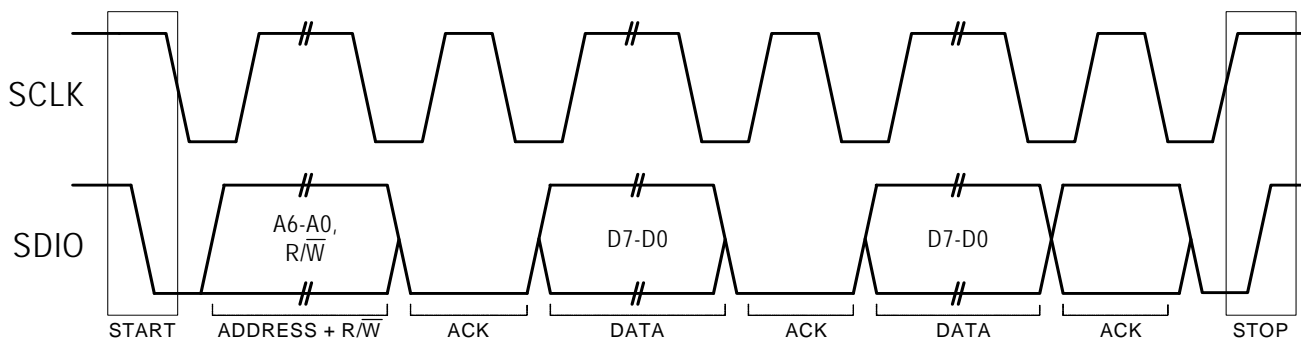 SCLK
SDIO
A6-A0,
R/W̅
D7-D0
D7-D0
START
ADDRESS + R/W̅
ACK
DATA
ACK
DATA
ACK
STOP